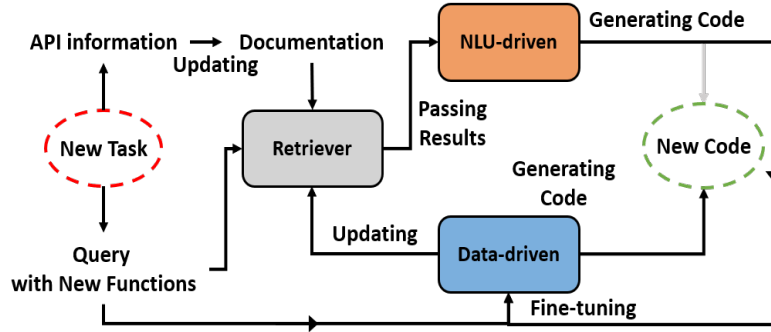 Generating Code
API information
Documentation
NLU-driven
Updating
Passing
Results
New Task
Retriever
New Code
Generating
Code
Updating
Data-driven
Query
with New Functions
Fine-tuning